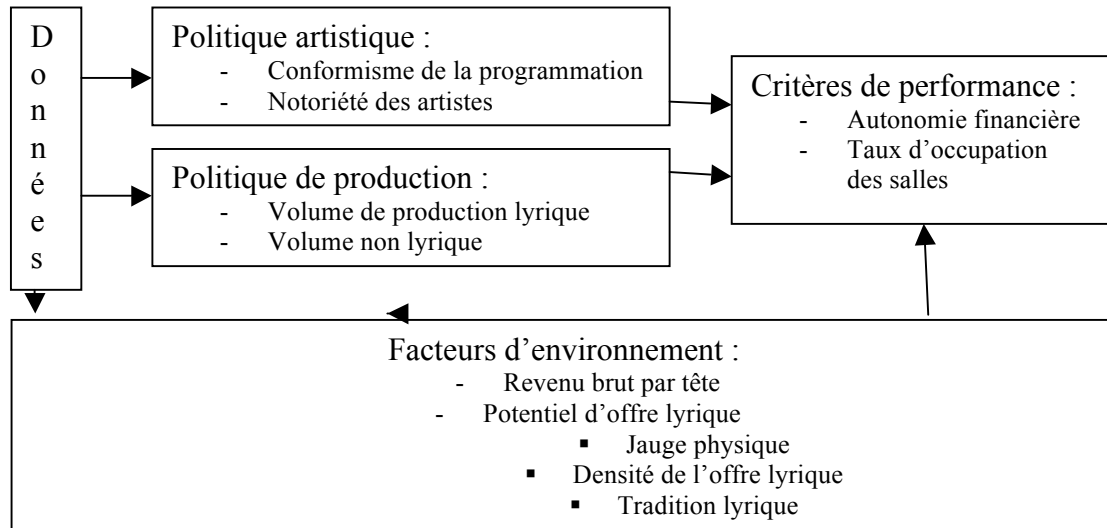 Données
Politique artistique :
- Conformisme de la programmation
- Notoriété des artistes
Politique de production :
- Volume de production lyrique
- Volume non lyrique
Critères de performance :
- Autonomie financière
- Taux d’occupation
des salles
Facteurs d’environnement :
- Revenu brut par tête
- Potentiel d’offre lyrique
▪ Jauge physique
▪ Densité de l’offre lyrique
▪ Tradition lyrique